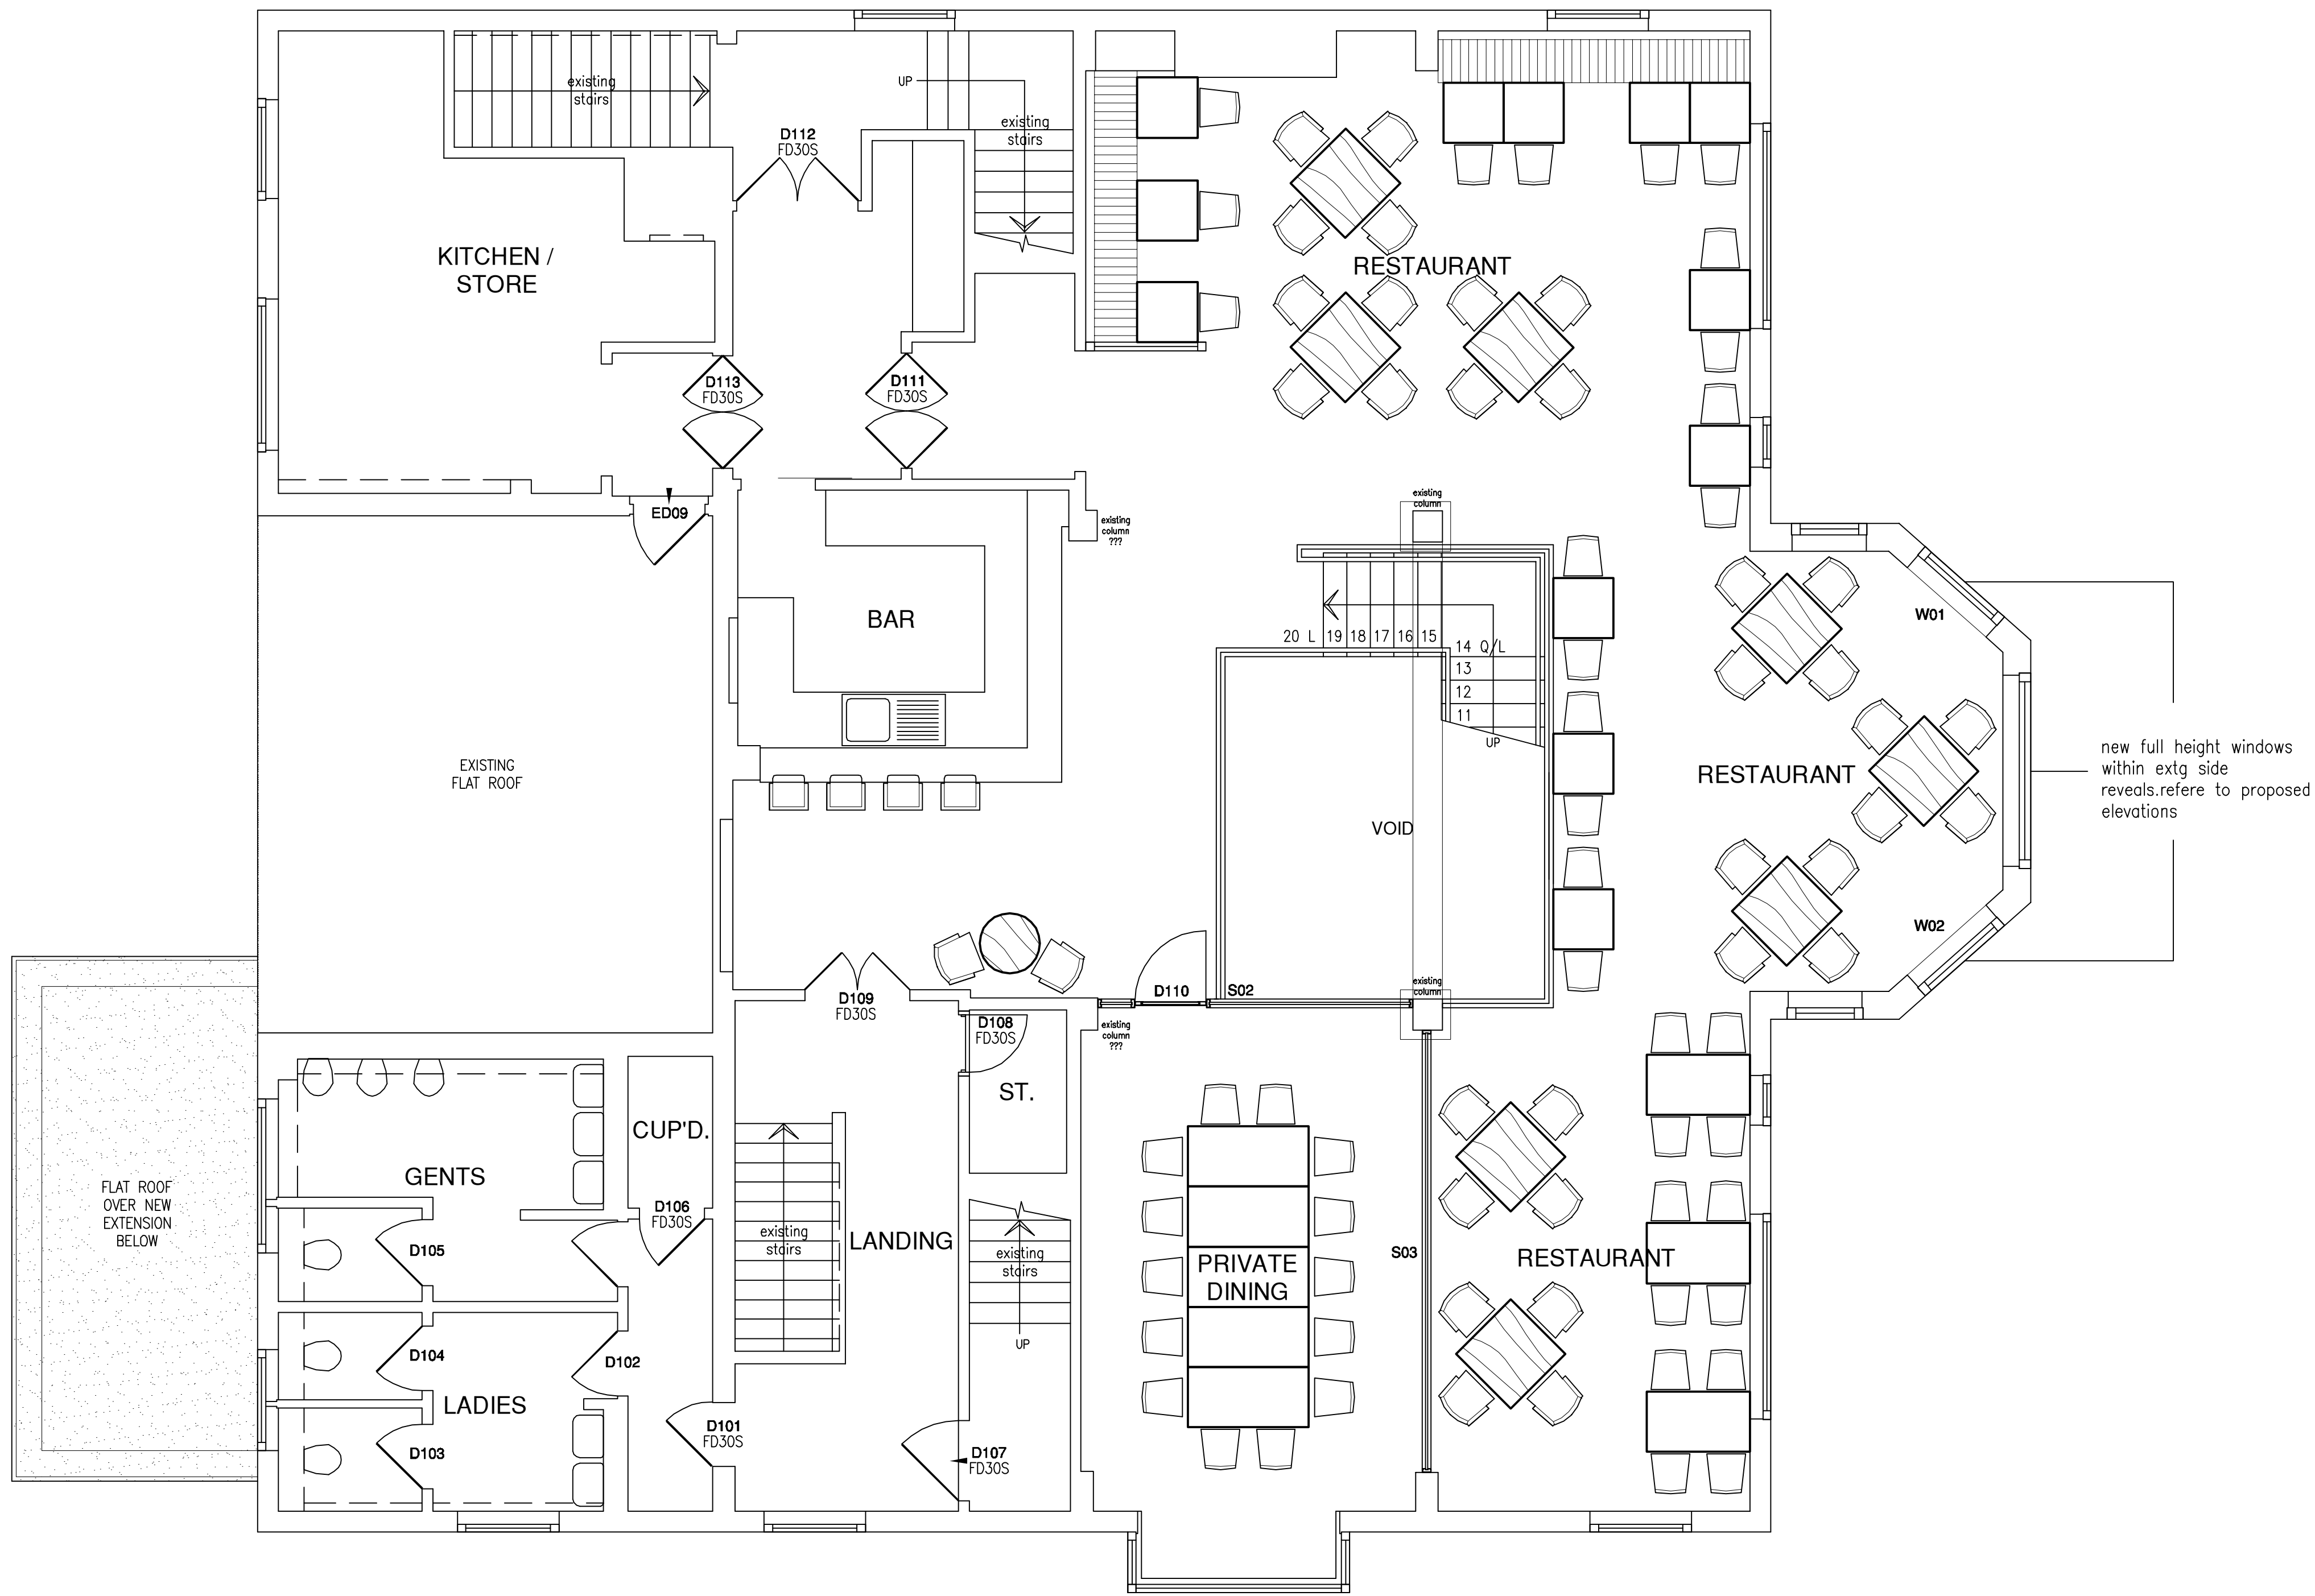 existing
stairs
UP
existing
stairs
D112
FD30S
KITCHEN /
STORE
RESTAURANT
D113
FD30S
D111
FD30S
ED09
existing
column
existing
column
???
W01
BAR
20 L 19 18 17 16 15
14 Q/L
13
12
11
UP
EXISTING
FLAT ROOF
RESTAURANT
new full height windows
within extg side
reveals.refere to proposed
elevations
VOID
W02
D109
FD30S
D110
S02
existing
column
D108
FD30S
existing
column
???
ST.
CUP'D.
GENTS
FLAT ROOF
OVER NEW
EXTENSION
BELOW
D106
FD30S
D105
existing
stairs
LANDING
existing
stairs
UP
PRIVATE
DINING
S03
RESTAURANT
D104
D102
LADIES
D103
D101
FD30S
D107
FD30S